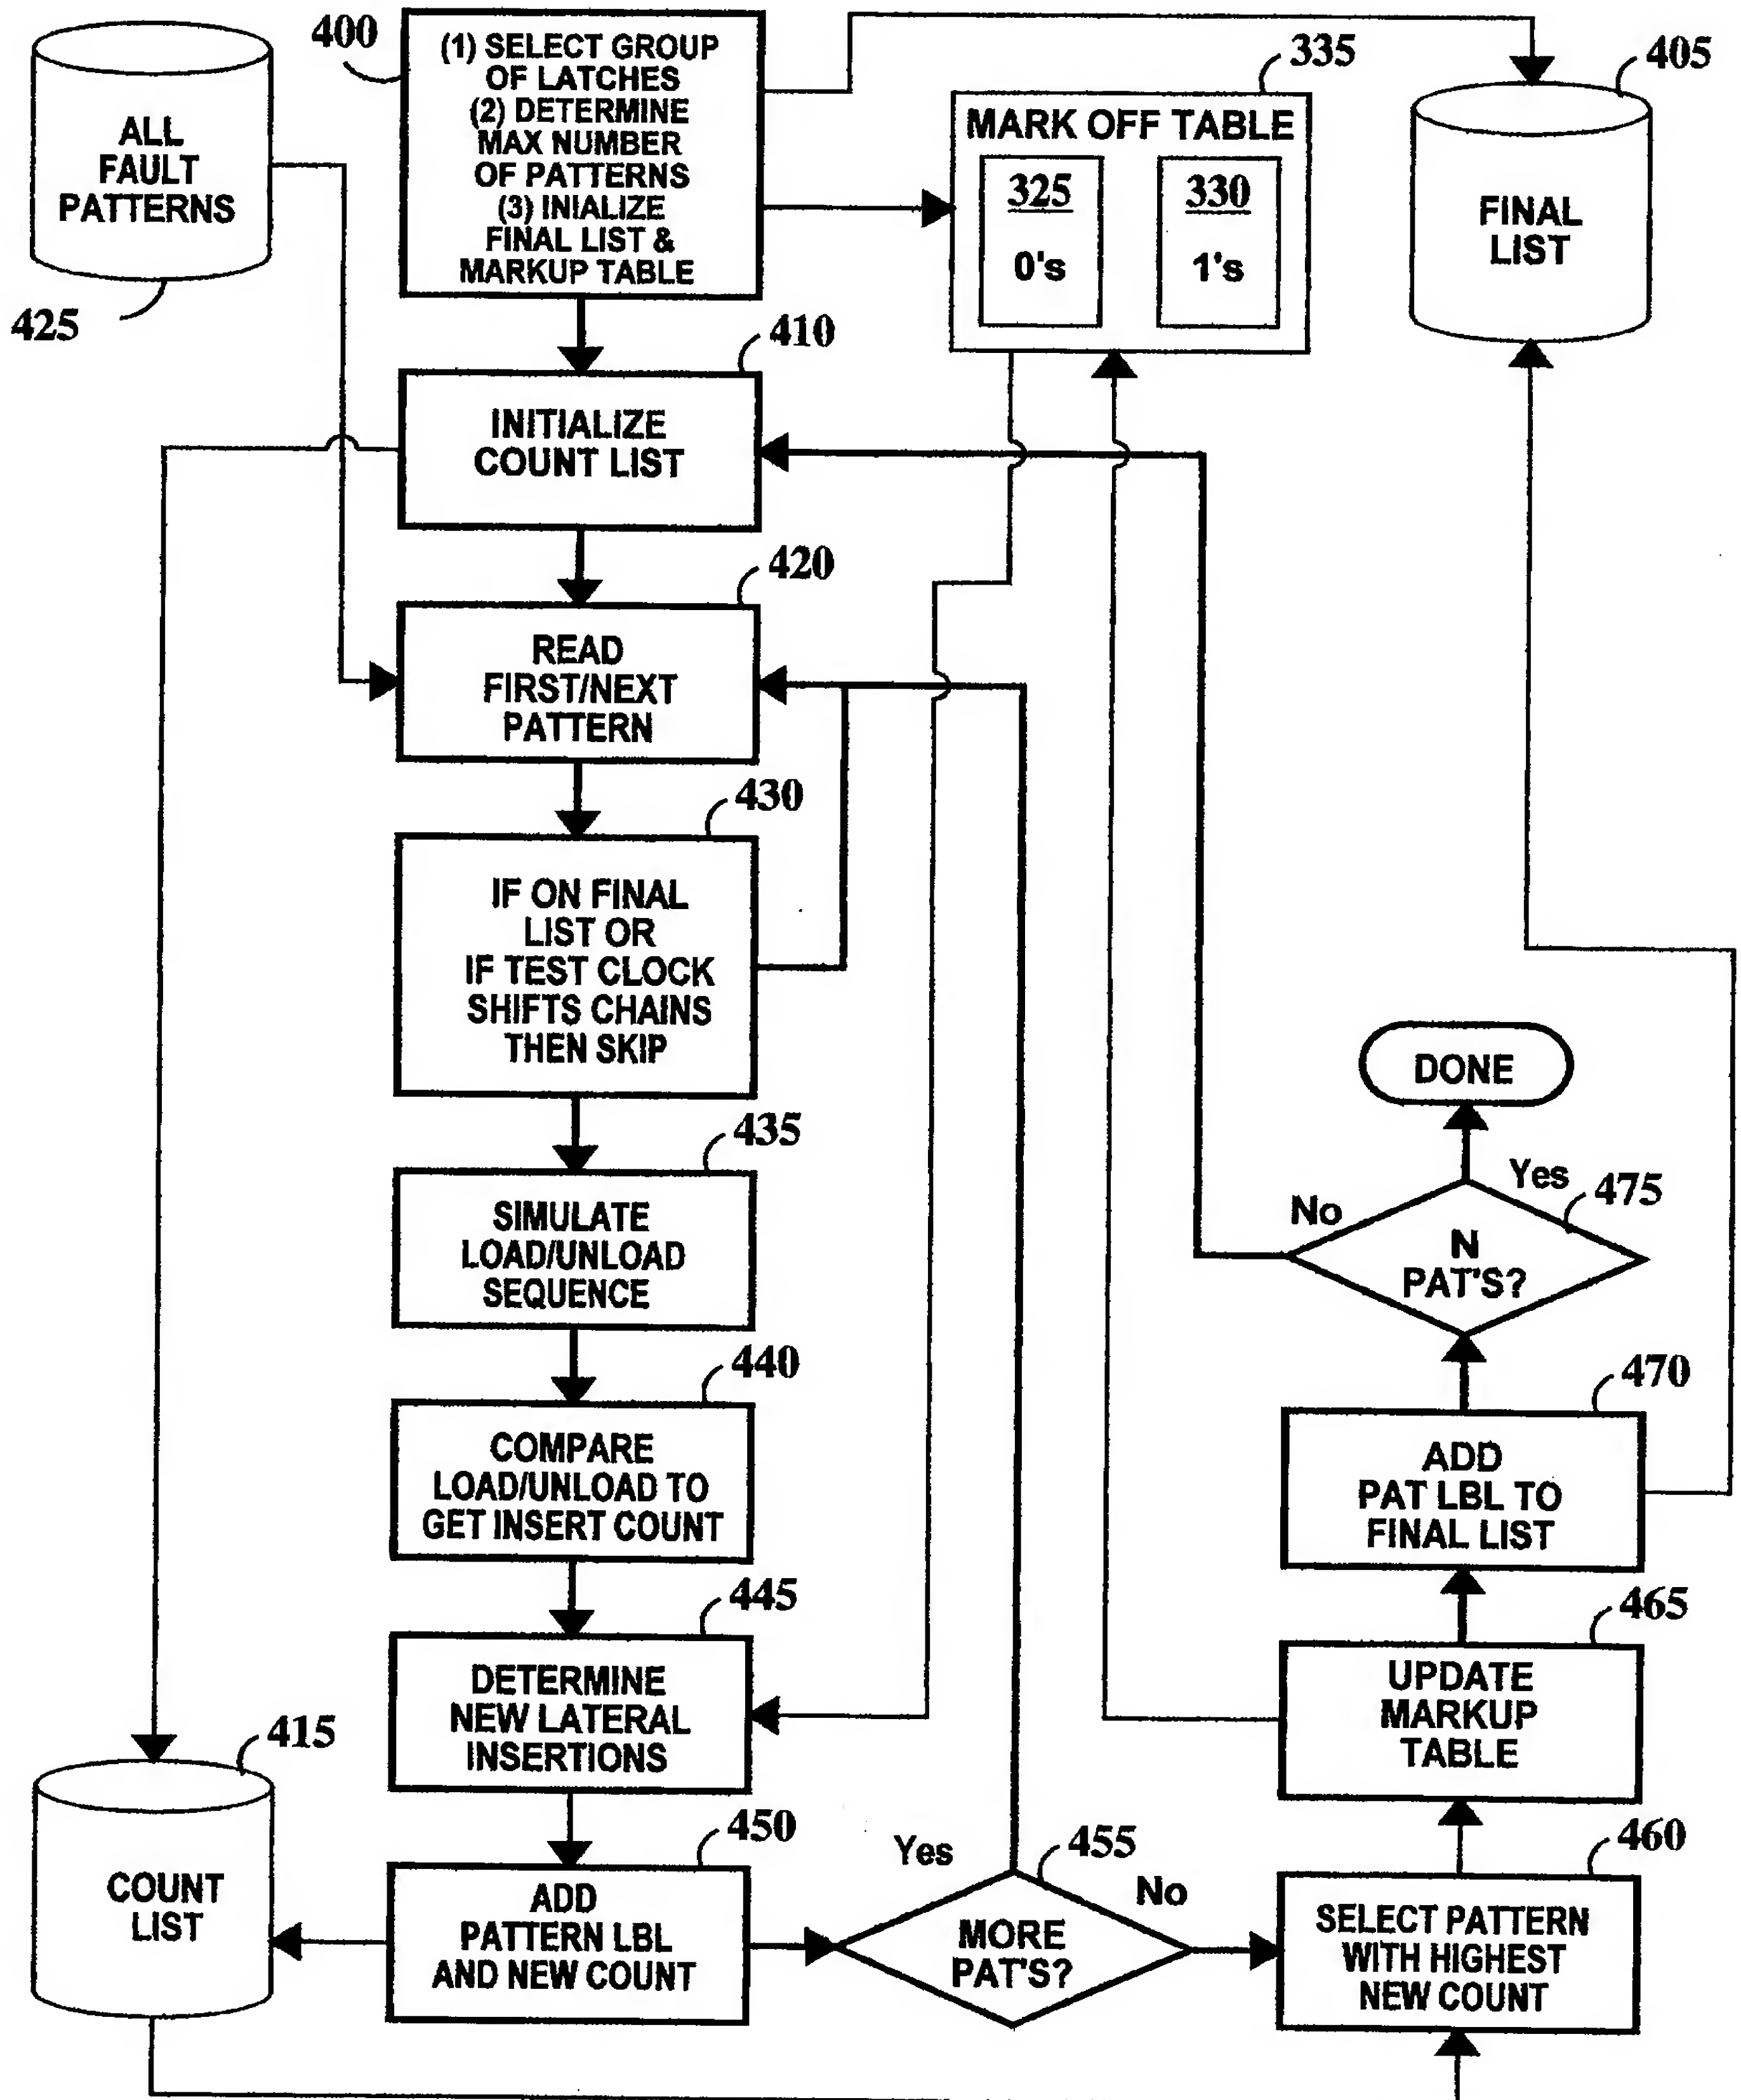 ALL
FAULT
PATTERNS
425
400
(1) SELECT GROUP
OF LATCHES
(2) DETERMINE
MAX NUMBER
OF PATTERNS
(3) INIALIZE
FINAL LIST &
MARKUP TABLE
335
MARK OFF TABLE
325
0's
330
1's
405
FINAL
LIST
410
INITIALIZE
COUNT LIST
420
READ
FIRST/NEXT
PATTERN
430
IF ON FINAL
LIST OR
IF TEST CLOCK
SHIFTS CHAINS
THEN SKIP
435
SIMULATE
LOAD/UNLOAD
SEQUENCE
440
COMPARE
LOAD/UNLOAD TO
GET INSERT COUNT
445
DETERMINE
NEW LATERAL
INSERTIONS
415
COUNT
LIST
450
ADD
PATTERN LBL
AND NEW COUNT
Yes
455
No
MORE
PAT'S?
460
SELECT PATTERN
WITH HIGHEST
NEW COUNT
465
UPDATE
MARKUP
TABLE
470
ADD
PAT LBL TO
FINAL LIST
No
Yes
475
N
PAT'S?
DONE